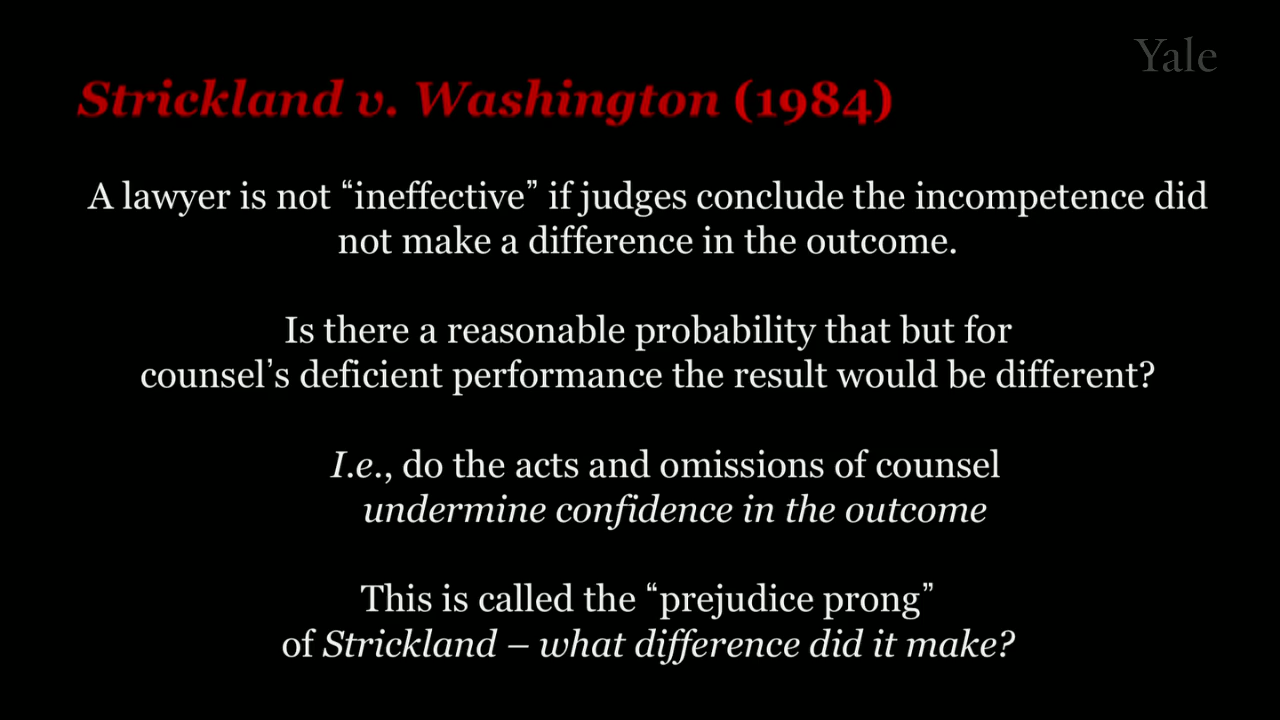 Yale
Strickland v. Washington (1984)
A lawyer is not “ineffective” if judges conclude the incompetence did
not make a difference in the outcome.
Is there a reasonable probability that but for
counsel’s deficient performance the result would be different?
I.e., do the acts and omissions of counsel
undermine confidence in the outcome
This is called the “prejudice prong”
of Strickland – what difference did it make?